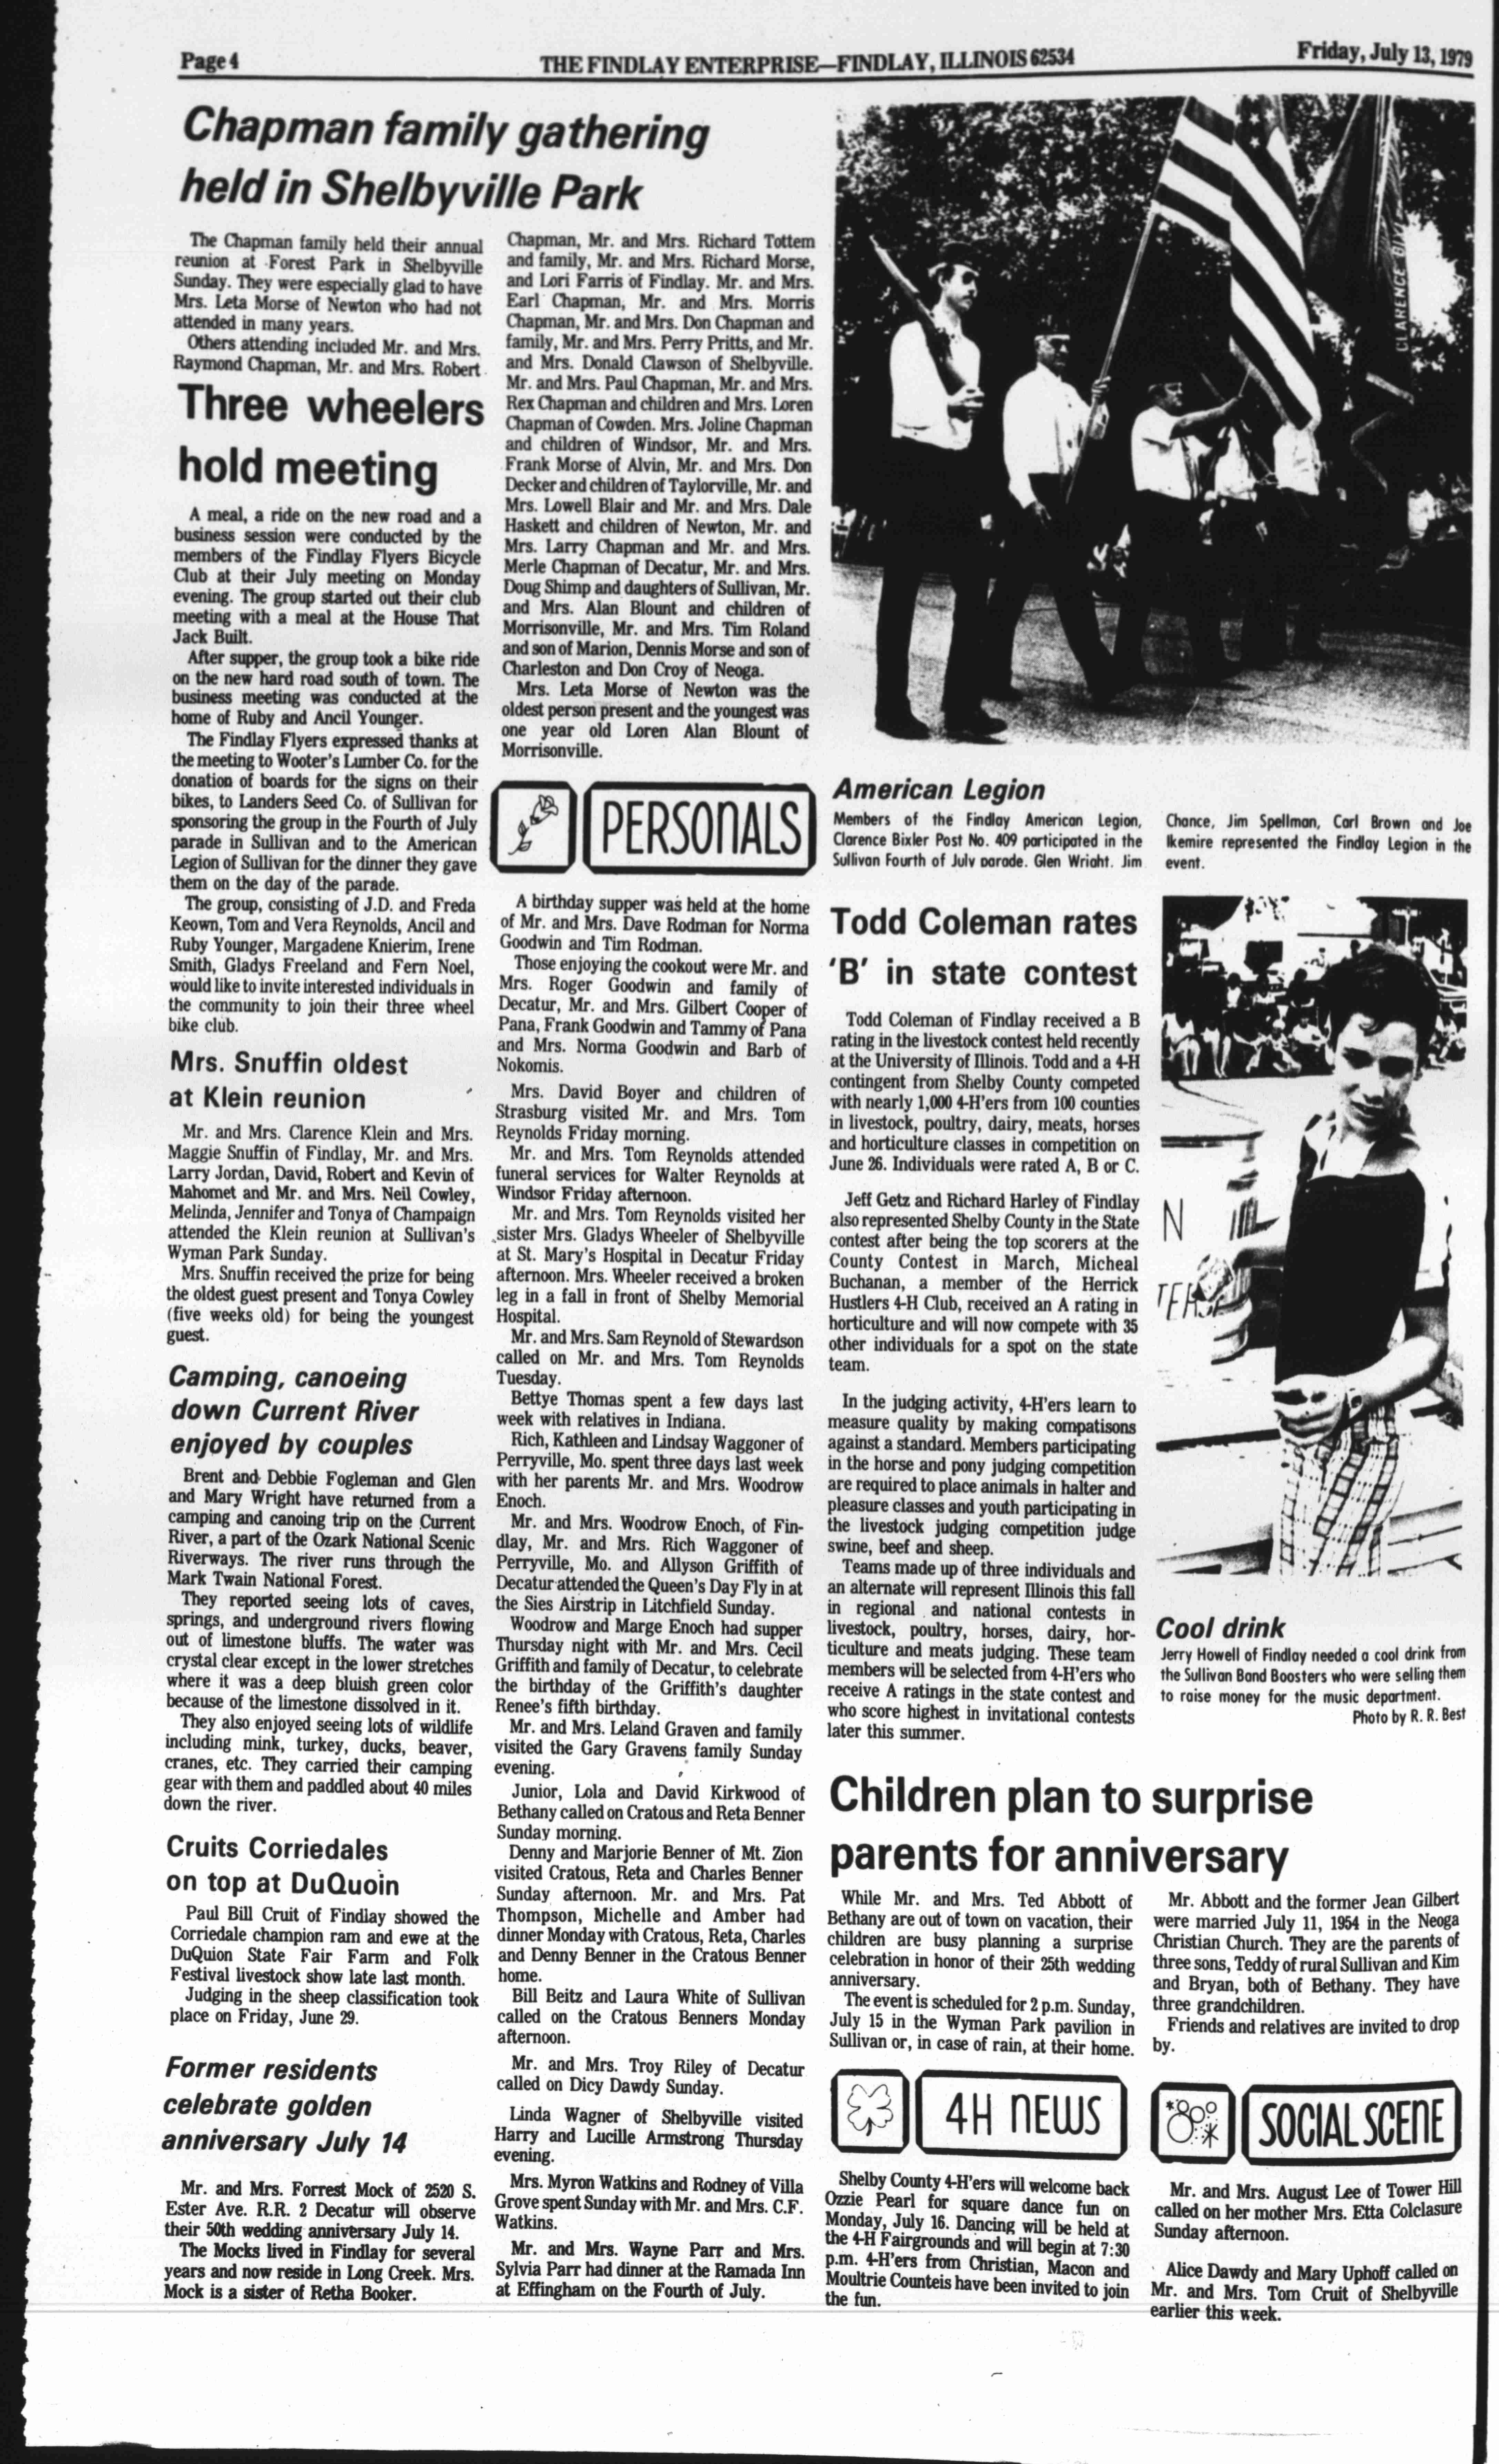 Page 4
THE FINDLAY ENTERPRISE—FINDLAY, ILLINOIS 62534
Friday, July 13, 1979
Chapman family gathering
held in Shelbyville Park
The Chapman family held their annual
reunion at Forest Park in Shelbyville
Sunday. They were especially glad to have
Mrs. Leta Morse of Newton who had not
attended in many years.
Others attending included Mr. and Mrs.
Raymond Chapman, Mr. and Mrs. Robert
Chapman, Mr. and Mrs. Richard Tottem
and family, Mr. and Mrs. Richard Morse,
and Lori Farris of Findlay. Mr. and Mrs.
Earl Chapman, Mr. and Mrs. Morris
Chapman, Mr. and Mrs. Don Chapman and
family, Mr. and Mrs. Perry Pritts, and Mr.
and Mrs. Donald Clawson of Shelbyville.
Mr. and Mrs. Paul Chapman, Mr. and Mrs.
Rex Chapman and children and Mrs. Loren
Chapman of Cowden. Mrs. Joline Chapman
and children of Windsor, Mr. and Mrs.
Frank Morse of Alvin, Mr. and Mrs. Don
Decker and children of Taylorville, Mr. and
Mrs. Lowell Blair and Mr. and Mrs. Dale
Haskett and children of Newton, Mr. and
Mrs. Larry Chapman and Mr. and Mrs.
Merle Chapman of Decatur, Mr. and Mrs.
Doug Shimp and daughters of Sullivan, Mr.
and Mrs. Alan Blount and children of
Morrisonville, Mr. and Mrs. Tim Roland
and son of Marion, Dennis Morse and son of
Charleston and Don Croy of Neoga.
Mrs. Leta Morse of Newton was the
oldest person present and the youngest was
one year old Loren Alan Blount of
Morrisonville.
Three wheelers
hold meeting
A meal, a ride on the new road and a
business session were conducted by the
members of the Findlay Flyers Bicycle
Club at their July meeting on Monday
evening. The group started out their club
meeting with a meal at the House That
Jack Built.
After supper, the group took a bike ride
on the new hard road south of town. The
business meeting was conducted at the
home of Ruby and Ancil Younger.
The Findlay Flyers expressed thanks at
the meeting to Wooter's Lumber Co. for the
donation of boards for the signs on their
bikes, to Landers Seed Co. of Sullivan for
sponsoring the group in the Fourth of July
parade in Sullivan and to the American
Legion of Sullivan for the dinner they gave
them on the day of the parade.
The group, consisting of J.D. and Freda
Keown, Tom and Vera Reynolds, Ancil and
Ruby Younger, Margadene Knierim, Irene
Smith, Gladys Freeland and Fern Noel,
would like to invite interested individuals in
the community to join their three wheel
bike club.
Mrs. Snuffin oldest
at Klein reunion
Mr. and Mrs. Clarence Klein and Mrs.
Maggie Snuffin of Findlay, Mr. and Mrs.
Larry Jordan, David, Robert and Kevin of
Mahomet and Mr. and Mrs. Neil Cowley,
Melinda, Jennifer and Tonya of Champaign
attended the Klein reunion at Sullivan's
Wyman Park Sunday.
Mrs. Snuffin received the prize for being
the oldest guest present and Tonya Cowley
(five weeks old) for being the youngest
guest.
Camping, canoeing
down Current River
enjoyed by couples
Brent and Debbie Fogleman and Glen
and Mary Wright have returned from a
camping and canoing trip on the Current
River, a part of the Ozark National Scenic
Riverways. The river runs through the
Mark Twain National Forest.
They reported seeing lots of caves,
springs, and underground rivers flowing
out of limestone bluffs. The water was
crystal clear except in the lower stretches
where it was a deep bluish green color
because of the limestone dissolved in it.
They also enjoyed seeing lots of wildlife
including mink, turkey, ducks, beaver,
cranes, etc. They carried their camping
gear with them and paddled about 40 miles
down the river.
Cruits Corriedales
on top at DuQuoin
Paul Bill Cruit of Findlay showed the
Corriedale champion ram and ewe at the
DuQuion State Fair Farm and Folk
Festival livestock show late last month.
Judging in the sheep classification took
place on Friday, June 29.
Former residents
celebrate golden
anniversary July 14
Mr. and Mrs. Forrest Mock of 2520 S.
Ester Ave. R.R. 2 Decatur will observe
their 50th wedding anniversary July 14.
The Mocks lived in Findlay for several
years and now reside in Long Creek. Mrs.
Mock is a sister of Retha Booker.
PERSONALS
A birthday supper was held at the home
of Mr. and Mrs. Dave Rodman for Norma
Goodwin and Tim Rodman.
Those enjoying the cookout were Mr. and
Mrs. Roger Goodwin and family of
Decatur, Mr. and Mrs. Gilbert Cooper of
Pana, Frank Goodwin and Tammy of Pana
and Mrs. Norma Goodwin and Barb of
Nokomis.
Mrs. David Boyer and children of
Strasburg visited Mr. and Mrs. Tom
Reynolds Friday morning.
Mr. and Mrs. Tom Reynolds attended
funeral services for Walter Reynolds at
Windsor Friday afternoon.
Mr. and Mrs. Tom Reynolds visited her
sister Mrs. Gladys Wheeler of Shelbyville
at St. Mary's Hospital in Decatur Friday
afternoon. Mrs. Wheeler received a broken
leg in a fall in front of Shelby Memorial
Hospital.
Mr. and Mrs. Sam Reynold of Stewardson
called on Mr. and Mrs. Tom Reynolds
Tuesday.
Bettye Thomas spent a few days last
week with relatives in Indiana.
Rich, Kathleen and Lindsay Waggoner of
Perryville, Mo. spent three days last week
with her parents Mr. and Mrs. Woodrow
Enoch.
Mr. and Mrs. Woodrow Enoch, of Fin-
dlay, Mr. and Mrs. Rich Waggoner of
Perryville, Mo. and Allyson Griffith of
Decatur attended the Queen's Day Fly in at
the Sies Airstrip in Litchfield Sunday.
Woodrow and Marge Enoch had supper
Thursday night with Mr. and Mrs. Cecil
Griffith and family of Decatur, to celebrate
the birthday of the Griffith's daughter
Renee's fifth birthday.
Mr. and Mrs. Leland Graven and family
visited the Gary Gravens family Sunday
evening.
Junior, Lola and David Kirkwood of
Bethany called on Cratous and Reta Benner
Sunday morning.
Denny and Marjorie Benner of Mt. Zion
visited Cratous, Reta and Charles Benner
Sunday afternoon. Mr. and Mrs. Pat
Thompson, Michelle and Amber had
dinner Monday with Cratous, Reta, Charles
and Denny Benner in the Cratous Benner
home.
Bill Beitz and Laura White of Sullivan
called on the Cratous Benners Monday
afternoon.
Mr. and Mrs. Troy Riley of Decatur
called on Dicy Dawdy Sunday.
Linda Wagner of Shelbyville visited
Harry and Lucille Armstrong Thursday
evening.
Mrs. Myron Watkins and Rodney of Villa
Grove spent Sunday with Mr. and Mrs. C.F.
Watkins.
Mr. and Mrs. Wayne Parr and Mrs.
Sylvia Parr had dinner at the Ramada Inn
at Effingham on the Fourth of July.
CLARENCE BIX
American Legion
Members of the Findlay American Legion,
Clarence Bixler Post No. 409 participated in the
Sullivan Fourth of July parade. Glen Wright, Jim
Chance, Jim Spellman, Carl Brown and Joe
Ikemire represented the Findlay Legion in the
event.
Todd Coleman rates
'B' in state contest
Todd Coleman of Findlay received a B
rating in the livestock contest held recently
at the University of Illinois. Todd and a 4-H
contingent from Shelby County competed
with nearly 1,000 4-H'ers from 100 counties
in livestock, poultry, dairy, meats, horses
and horticulture classes in competition on
June 26. Individuals were rated A, B or C.
Jeff Getz and Richard Harley of Findlay
also represented Shelby County in the State
contest after being the top scorers at the
County Contest in March, Micheal
Buchanan, a member of the Herrick
Hustlers 4-H Club, received an A rating in
horticulture and will now compete with 35
other individuals for a spot on the state
team.
In the judging activity, 4-H'ers learn to
measure quality by making compatisons
against a standard. Members participating
in the horse and pony judging competition
are required to place animals in halter and
pleasure classes and youth participating in
the livestock judging competition judge
swine, beef and sheep.
Teams made up of three individuals and
an alternate will represent Illinois this fall
in regional and national contests in
livestock, poultry, horses, dairy, hor-
ticulture and meats judging. These team
members will be selected from 4-H'ers who
receive A ratings in the state contest and
who score highest in invitational contests
later this summer.
N
TER
Cool drink
Jerry Howell of Findlay needed a cool drink from
the Sullivan Band Boosters who were selling them
to raise money for the music department.
Photo by R. R. Best
Children plan to surprise
parents for anniversary
While Mr. and Mrs. Ted Abbott of
Bethany are out of town on vacation, their
children are busy planning a surprise
celebration in honor of their 25th wedding
anniversary.
The event is scheduled for 2 p.m. Sunday,
July 15 in the Wyman Park pavilion in
Sullivan or, in case of rain, at their home.
Mr. Abbott and the former Jean Gilbert
were married July 11, 1954 in the Neoga
Christian Church. They are the parents of
three sons, Teddy of rural Sullivan and Kim
and Bryan, both of Bethany. They have
three grandchildren.
Friends and relatives are invited to drop
by.
4H NEWS
Shelby County 4-H'ers will welcome back
Ozzie Pearl for square dance fun on
Monday, July 16. Dancing will be held at
the 4-H Fairgrounds and will begin at 7:30
p.m. 4-H'ers from Christian, Macon and
Moultrie Counteis have been invited to join
the fun.
SOCIAL SCENE
Mr. and Mrs. August Lee of Tower Hill
called on her mother Mrs. Etta Colclasure
Sunday afternoon.
Alice Dawdy and Mary Uphoff called on
Mr. and Mrs. Tom Cruit of Shelbyville
earlier this week.